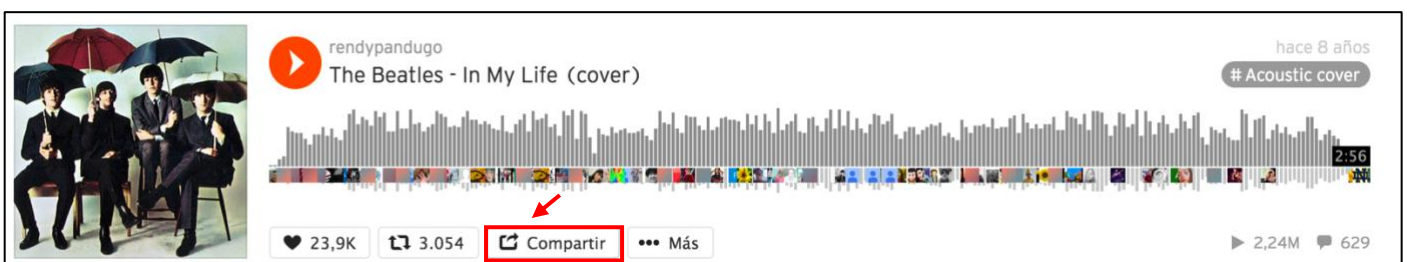 rendypandugo
hace 8 años
The Beatles - In My Life (cover)
# Acoustic cover
2:56
23,9K
3.054
Compartir
••• Más
2,24M
629